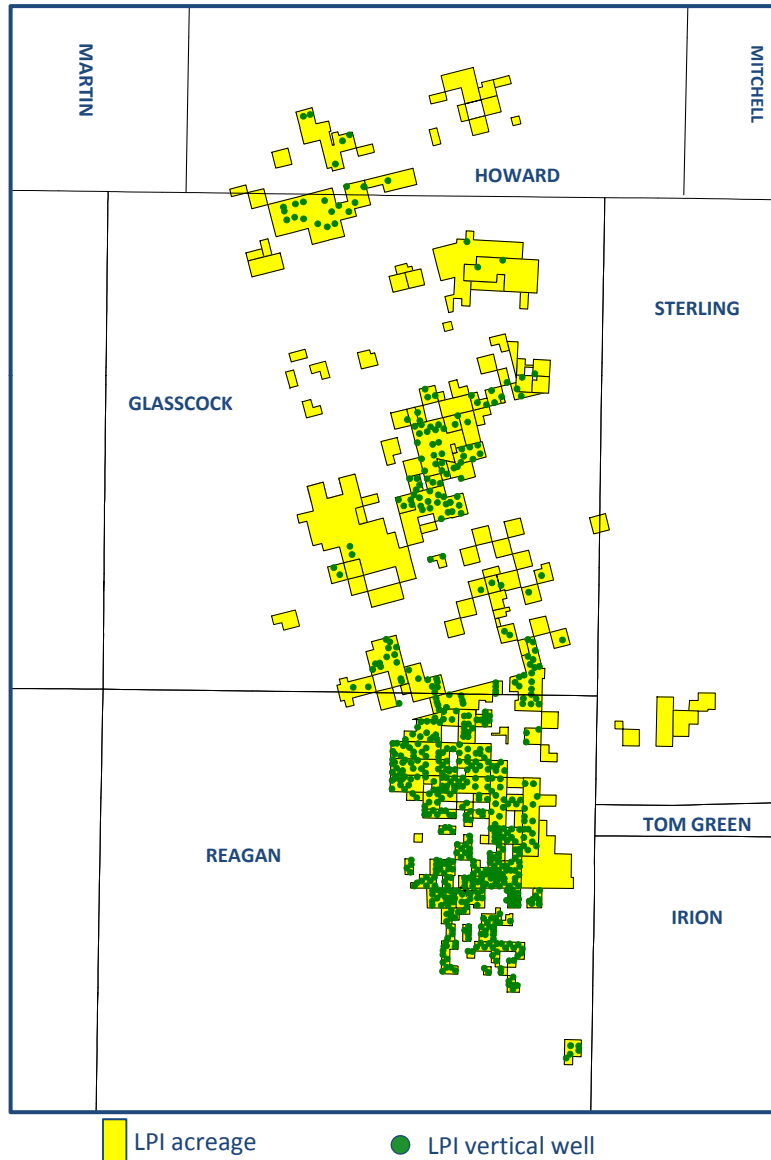 MARTIN
MITCHELL
HOWARD
STERLING
GLASSCOCK
TOM GREEN
REAGAN
IRION
LPI acreage
LPI vertical well